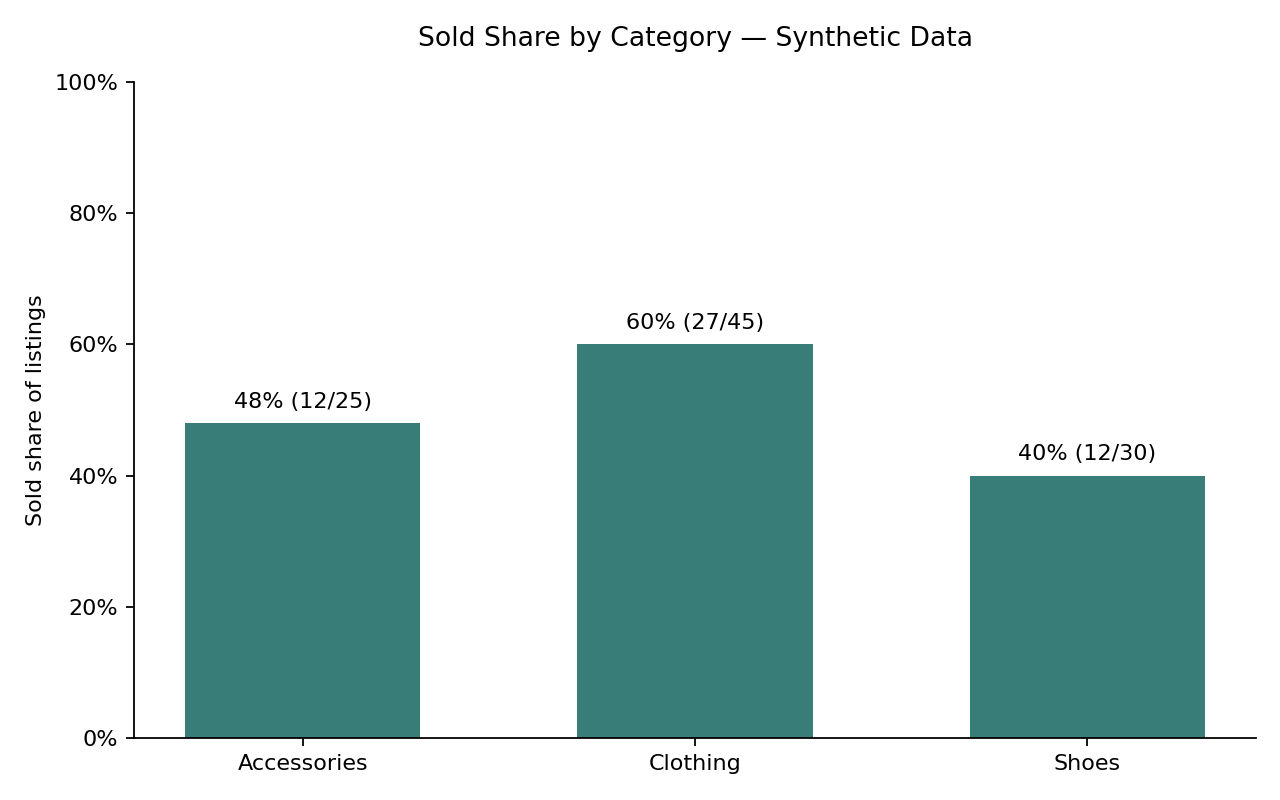 Sold Share by Category — Synthetic Data
100%
80%
60%
40%
20%
0%
Sold share of listings
48% (12/25)
60% (27/45)
40% (12/30)
Accessories
Clothing
Shoes